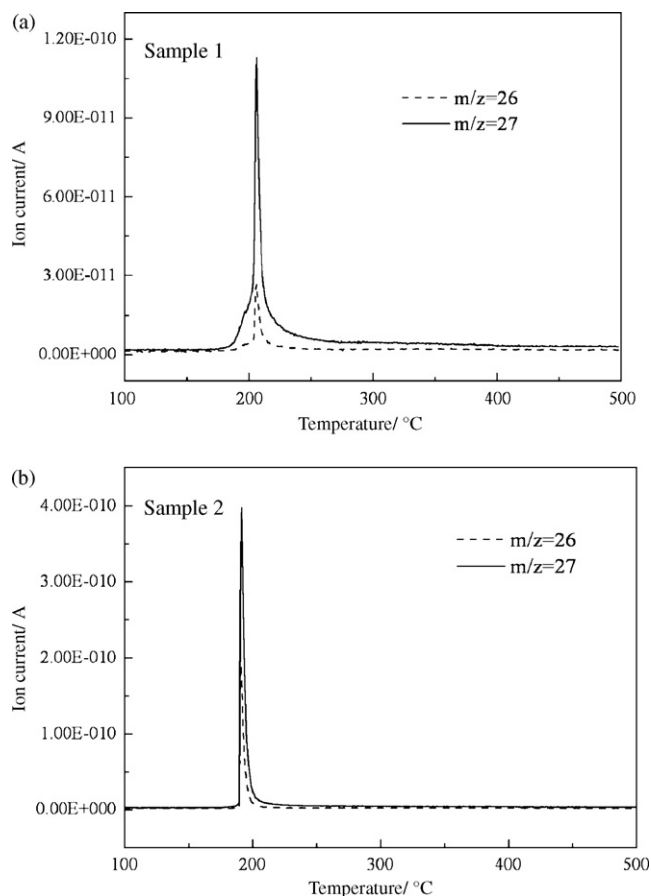 (a)
1.20E-010
9.00E-011
6.00E-011
3.00E-011
0.00E+000
Ion current/ A
Sample 1
m/z=26
m/z=27
100
200
300
400
500
Temperature/ °C
(b)
4.00E-010
3.00E-010
2.00E-010
1.00E-010
0.00E+000
Ion current/ A
Sample 2
m/z=26
m/z=27
100
200
300
400
500
Temperature/ °C